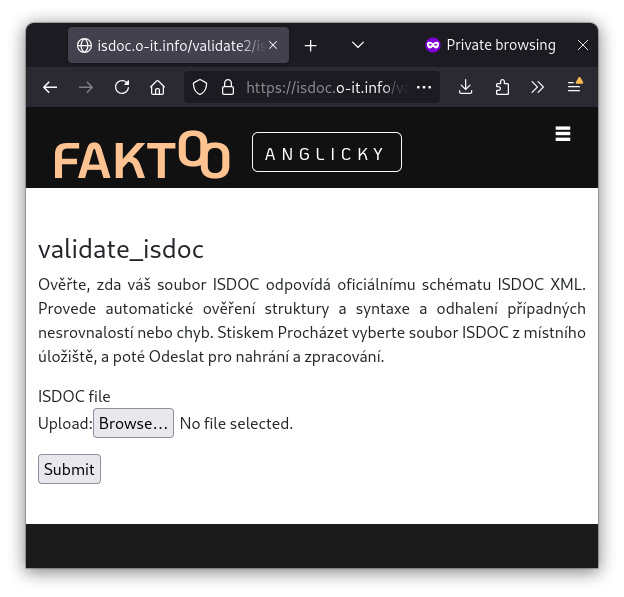 isdoc.o-it.info/validate2/is
Private browsing
https://isdoc.o-it.info/va
FAKTOO
ANGLICKY
validate_isdoc
Ověřte, zda váš soubor ISDOC odpovídá oficiálnímu schématu ISDOC XML.
Provede automatické ověření struktury a syntaxe a odhalení případných
nesrovnalostí nebo chyb. Stiskem Procházet vyberte soubor ISDOC z místního
úložiště, a poté Odeslat pro nahrání a zpracování.
ISDOC file
Upload: Browse... No file selected.
Submit